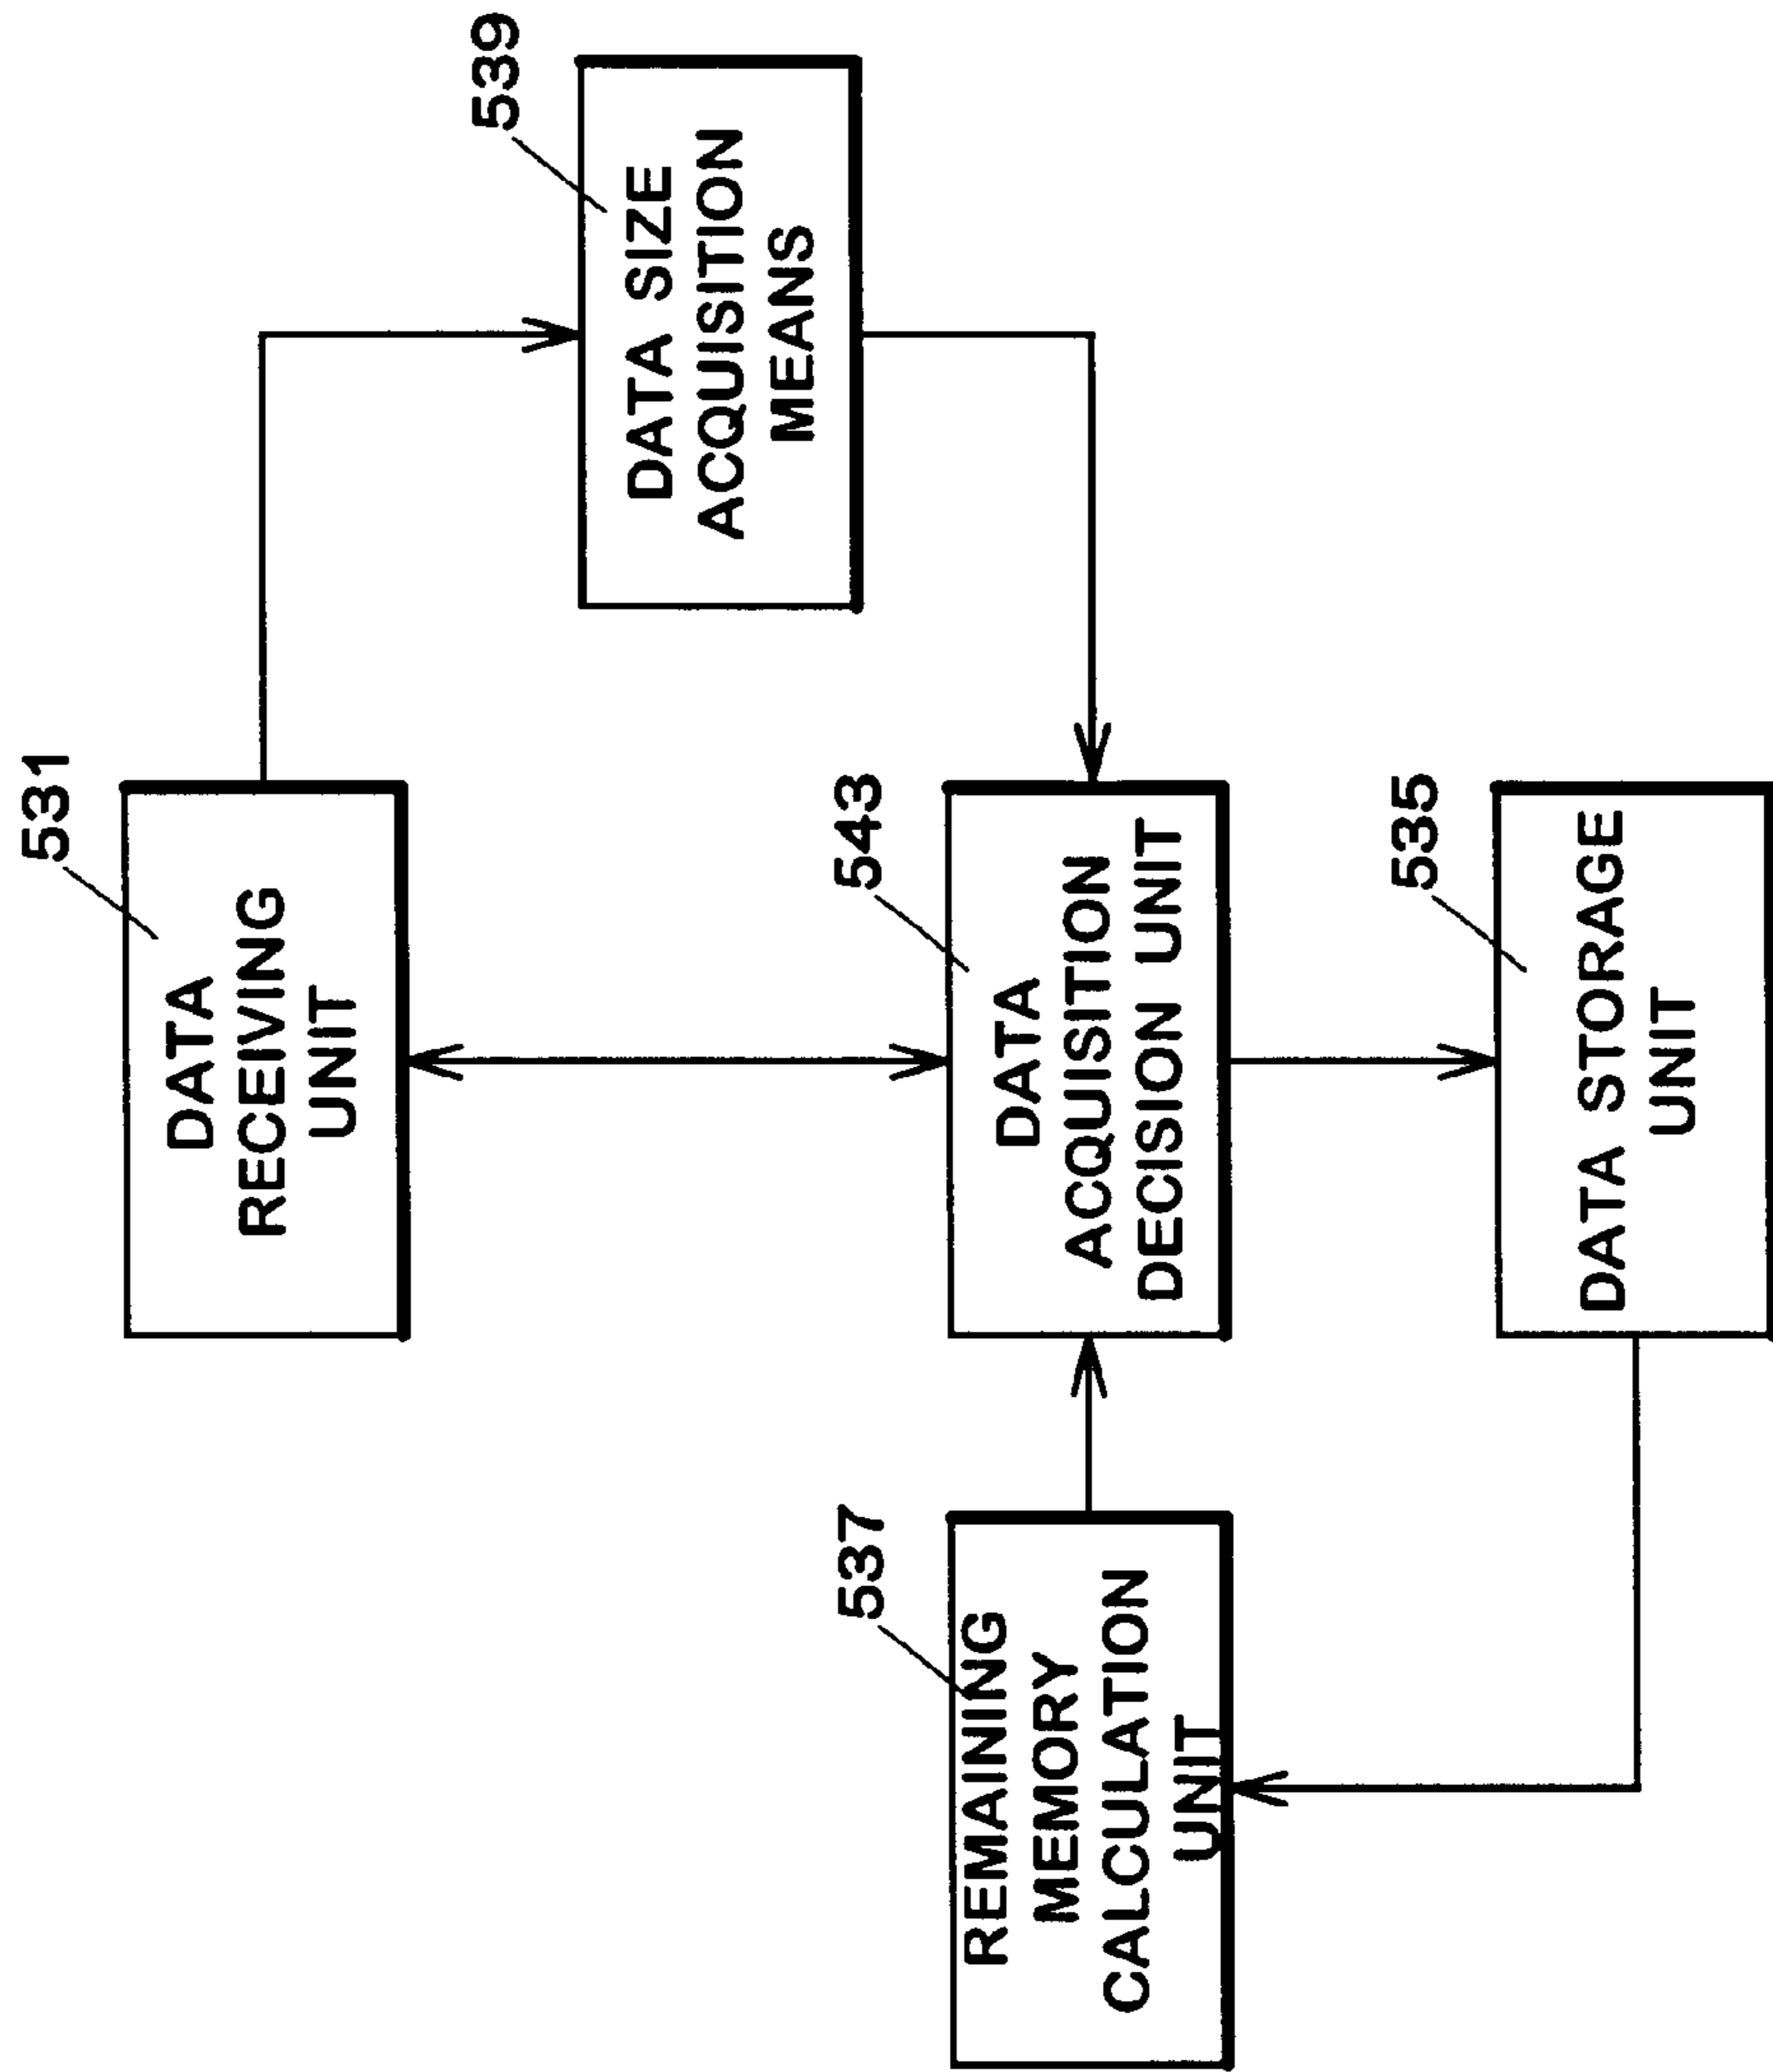 531
DATA
RECEIVING
UNIT
539
DATA SIZE
ACQUISITION
MEANS
537
REMAINING
MEMORY
CALCULATION
UNIT
543
DATA
ACQUISITION
DECISION UNIT
535
DATA STORAGE
UNIT